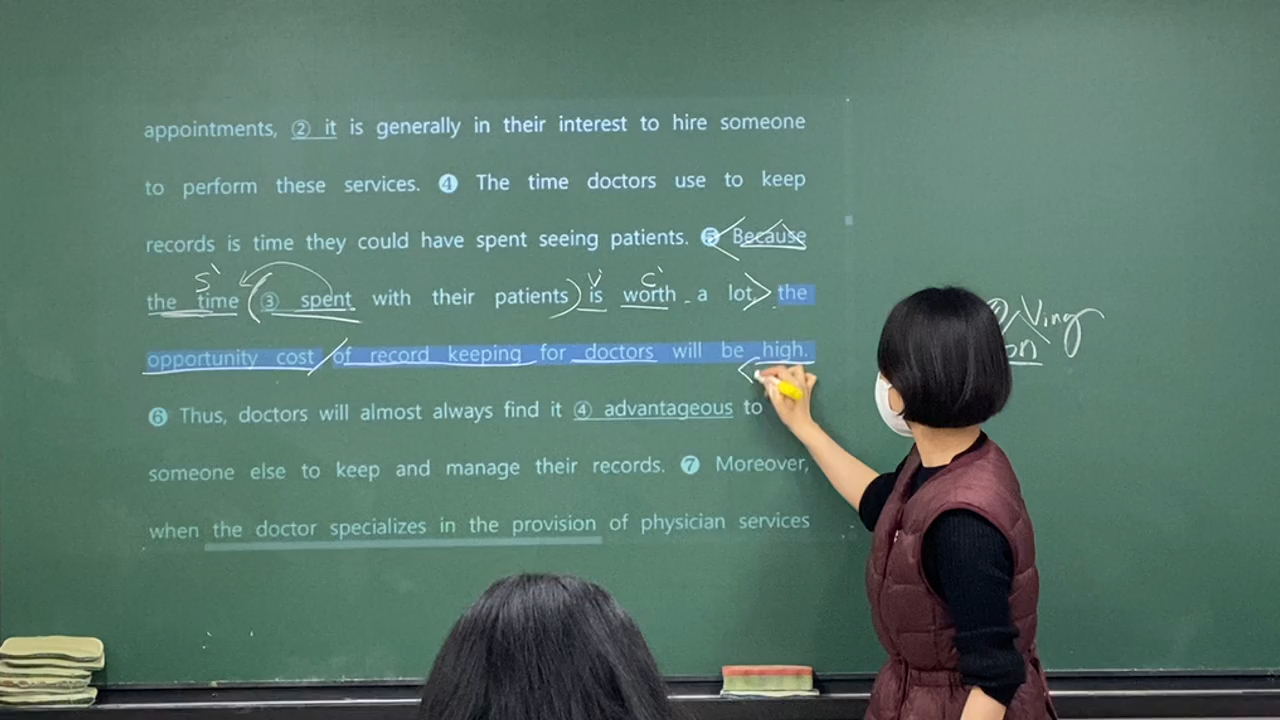 appointments, ② it is generally in their interest to hire someone
to perform these services. ❹ The time doctors use to keep
records is time they could have spent seeing patients. ❺ Because
S' V' C'
the time (③ spent with their patients) is worth a lot, the
Ving
on
opportunity cost of record keeping for doctors will be high.
❻ Thus, doctors will almost always find it ④ advantageous to
someone else to keep and manage their records. ❼ Moreover,
when the doctor specializes in the provision of physician services